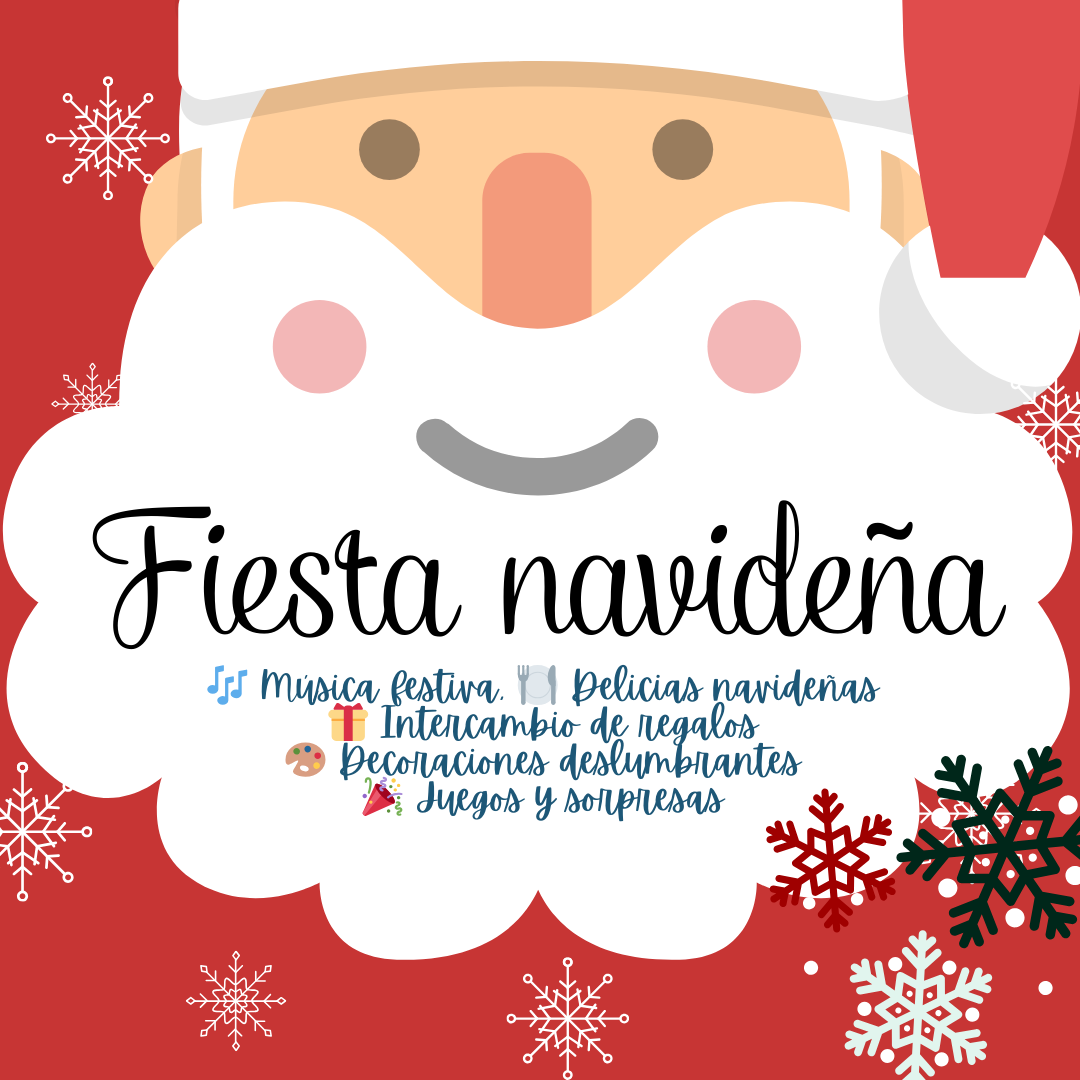 Fiesta navideña
🎶 Música festiva. 🍽️ Delicias navideñas
🎁 Intercambio de regalos
🎨 Decoraciones deslumbrantes
🎉 Juegos y sorpresas